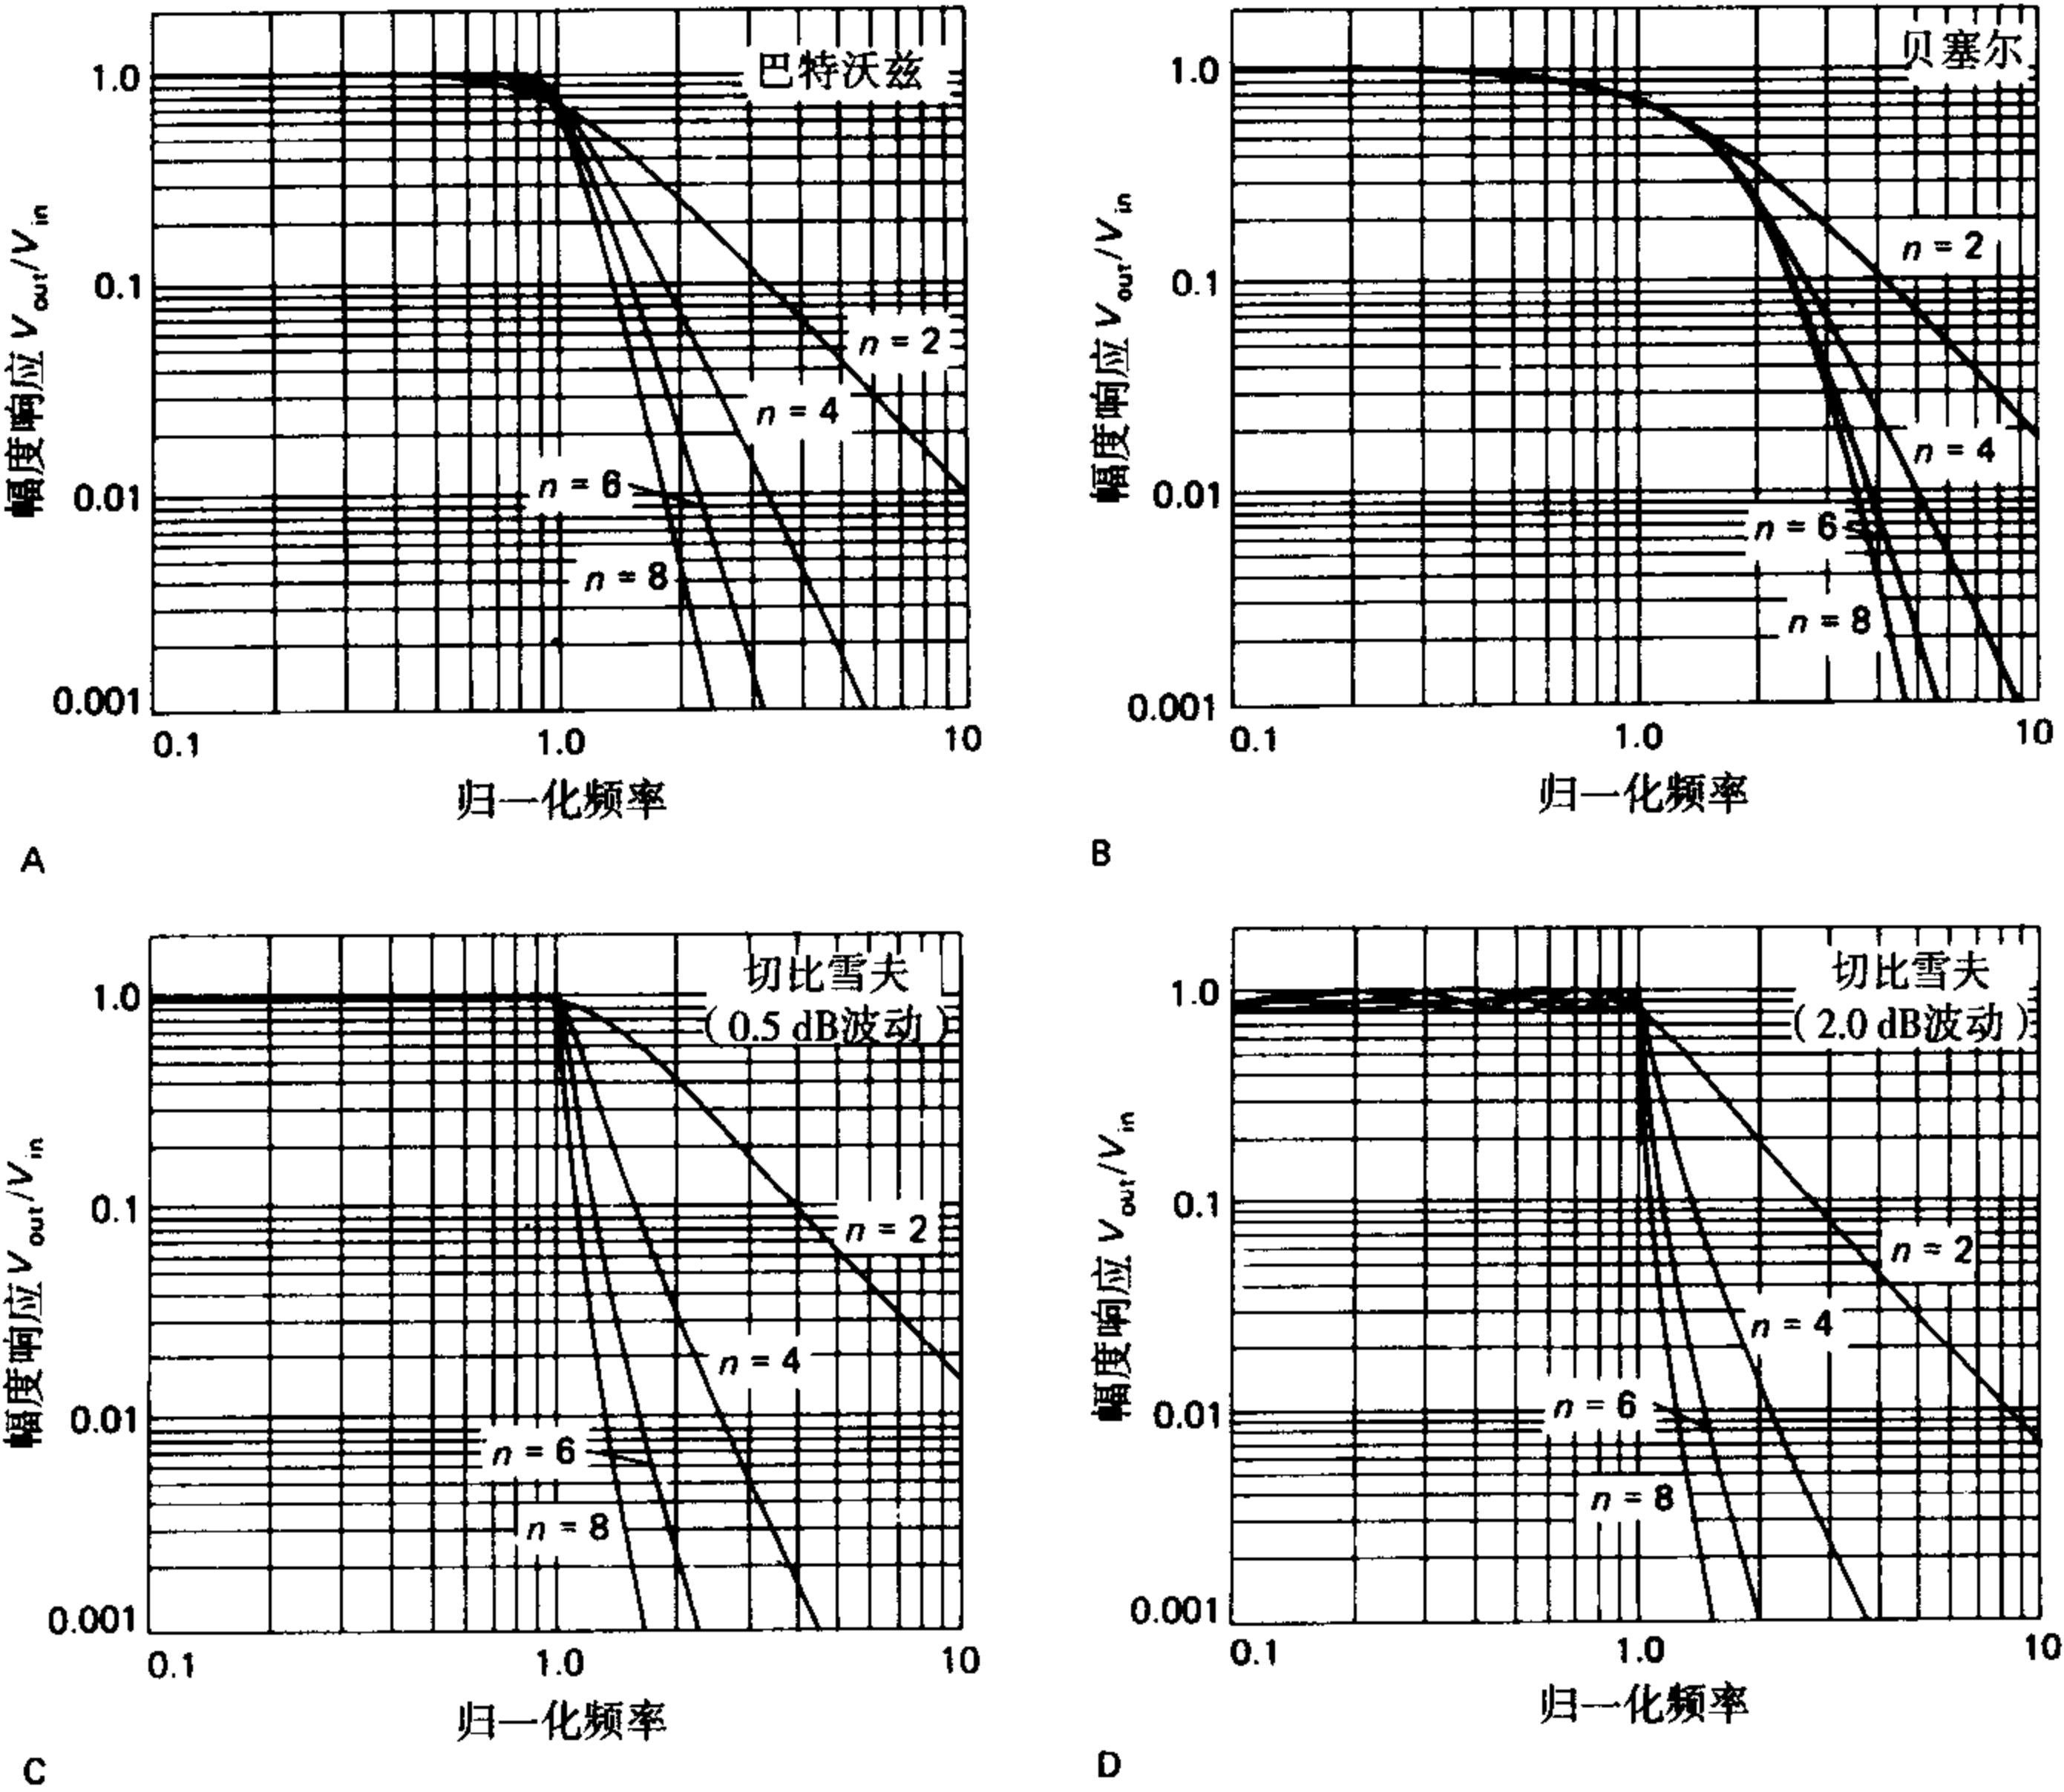 巴特沃兹
1.0
0.1
0.01
0.001
幅度响应 Vout/Vin
n = 2
n = 4
n = 6
n = 8
0.1 1.0 10
归一化频率
A
贝塞尔
1.0
0.1
0.01
0.001
幅度响应 Vout/Vin
n = 2
n = 4
n = 6
n = 8
0.1 1.0 10
归一化频率
B
切比雪夫
(0.5 dB波动)
1.0
0.1
0.01
0.001
幅度响应 Vout/Vin
n = 2
n = 4
n = 6
n = 8
0.1 1.0 10
归一化频率
C
切比雪夫
(2.0 dB波动)
1.0
0.1
0.01
0.001
幅度响应 Vout/Vin
n = 2
n = 4
n = 6
n = 8
0.1 1.0 10
归一化频率
D